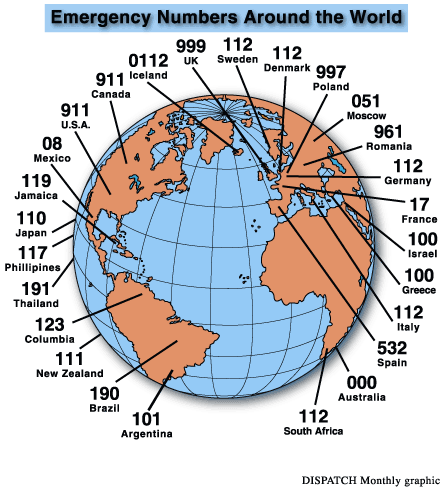 Emergency Numbers Around the World
0112
Iceland
999
UK
112
Sweden
112
Denmark
997
Poland
051
Moscow
961
Romania
112
Germany
17
France
100
Israel
100
Greece
112
Italy
532
Spain
000
Australia
112
South Africa
911
Canada
911
U.S.A.
08
Mexico
119
Jamaica
110
Japan
117
Phillipines
191
Thailand
123
Columbia
111
New Zealand
190
Brazil
101
Argentina
DISPATCH Monthly graphic